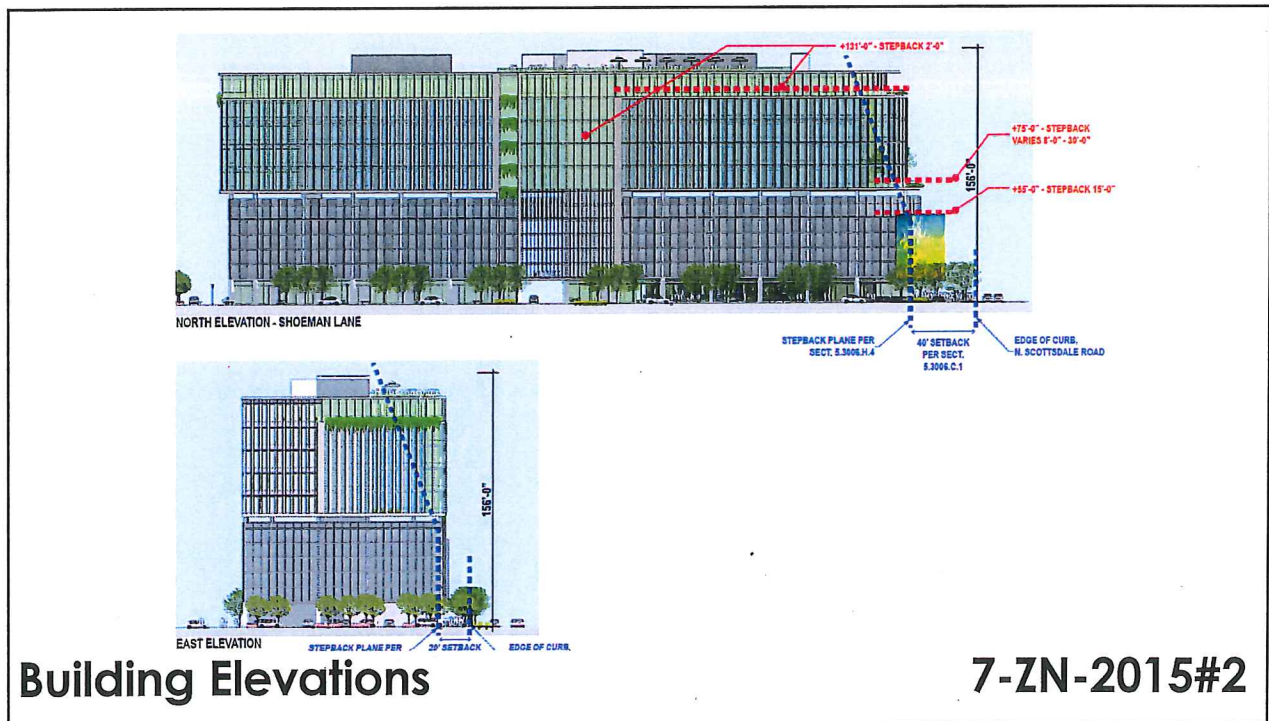 +131'-0" - STEPBACK 2'-0"
+75'-0" - STEPBACK
VARIES 8'-0" - 30'-0"
156'-0"
+55'-0" - STEPBACK 15'-0"
NORTH ELEVATION - SHOEMAN LANE
STEPBACK PLANE PER
SECT. 5.3006.H.4
40' SETBACK
PER SECT.
5.3006.C.1
EDGE OF CURB,
N. SCOTTSDALE ROAD
156'-0"
EAST ELEVATION
STEPBACK PLANE PER
20' SETBACK
EDGE OF CURB,
Building Elevations
7-ZN-2015#2